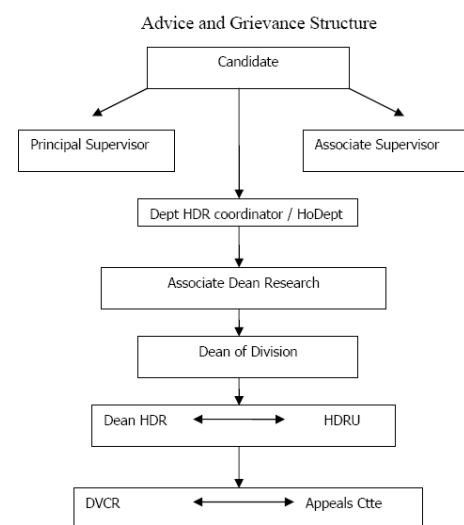 Advice and Grievance Structure
Candidate
Principal Supervisor
Associate Supervisor
Dept HDR coordinator / HoDept
Associate Dean Research
Dean of Division
Dean HDR HDRU
DVCR Appeals Ctte